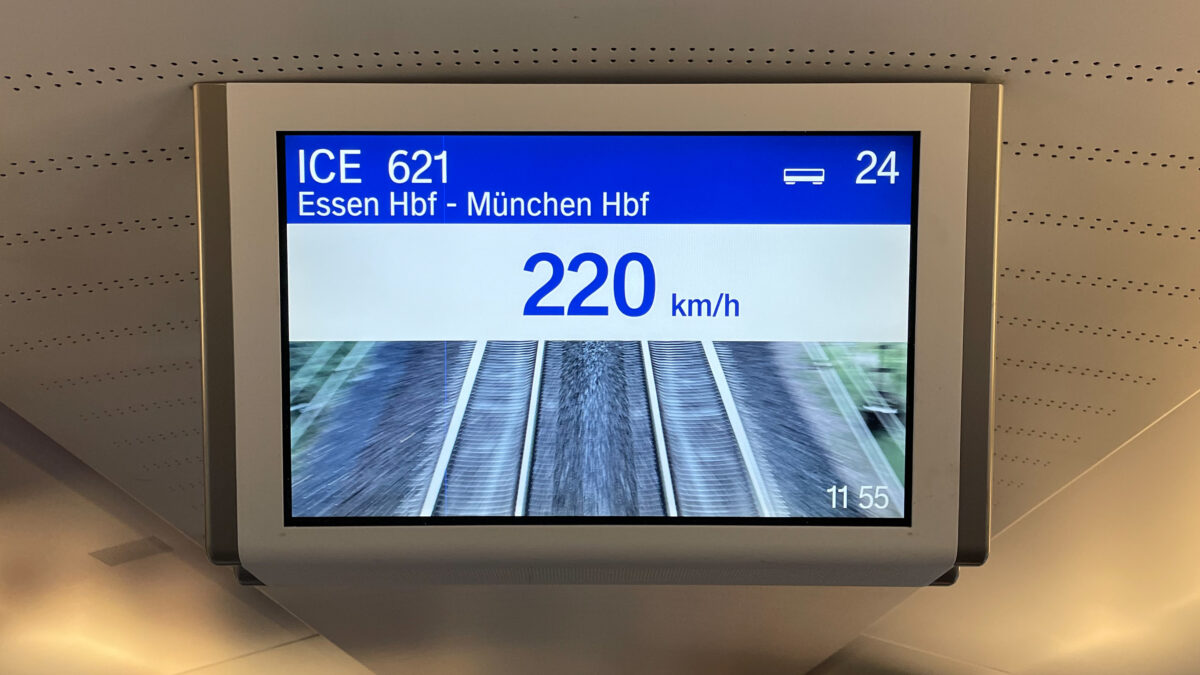 ICE 621
24
Essen Hbf - München Hbf
220 km/h
11 55